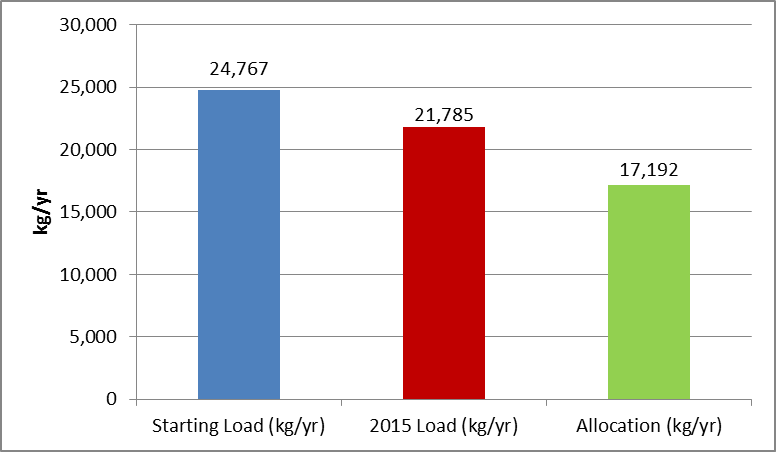 30,000
25,000
20,000
15,000
10,000
5,000
0
kg/yr
24,767
21,785
17,192
Starting Load (kg/yr)
2015 Load (kg/yr)
Allocation (kg/yr)